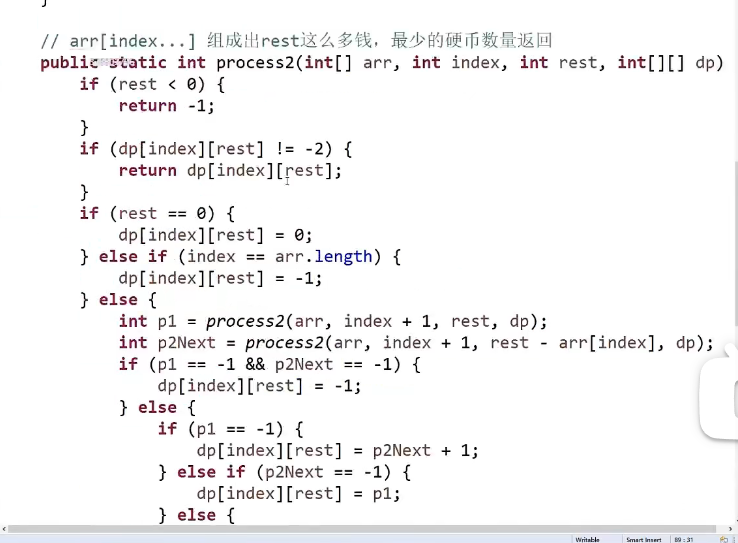 }
// arr[index...] 组成出rest这么多钱，最少的硬币数量返回
public static int process2(int[] arr, int index, int rest, int[][] dp)
if (rest < 0) {
return -1;
}
if (dp[index][rest] != -2) {
return dp[index][rest];
}
if (rest == 0) {
dp[index][rest] = 0;
} else if (index == arr.length) {
dp[index][rest] = -1;
} else {
int p1 = process2(arr, index + 1, rest, dp);
int p2Next = process2(arr, index + 1, rest - arr[index], dp);
if (p1 == -1 && p2Next == -1) {
dp[index][rest] = -1;
} else {
if (p1 == -1) {
dp[index][rest] = p2Next + 1;
} else if (p2Next == -1) {
dp[index][rest] = p1;
} else {
Writable Smart Insert 89 : 31